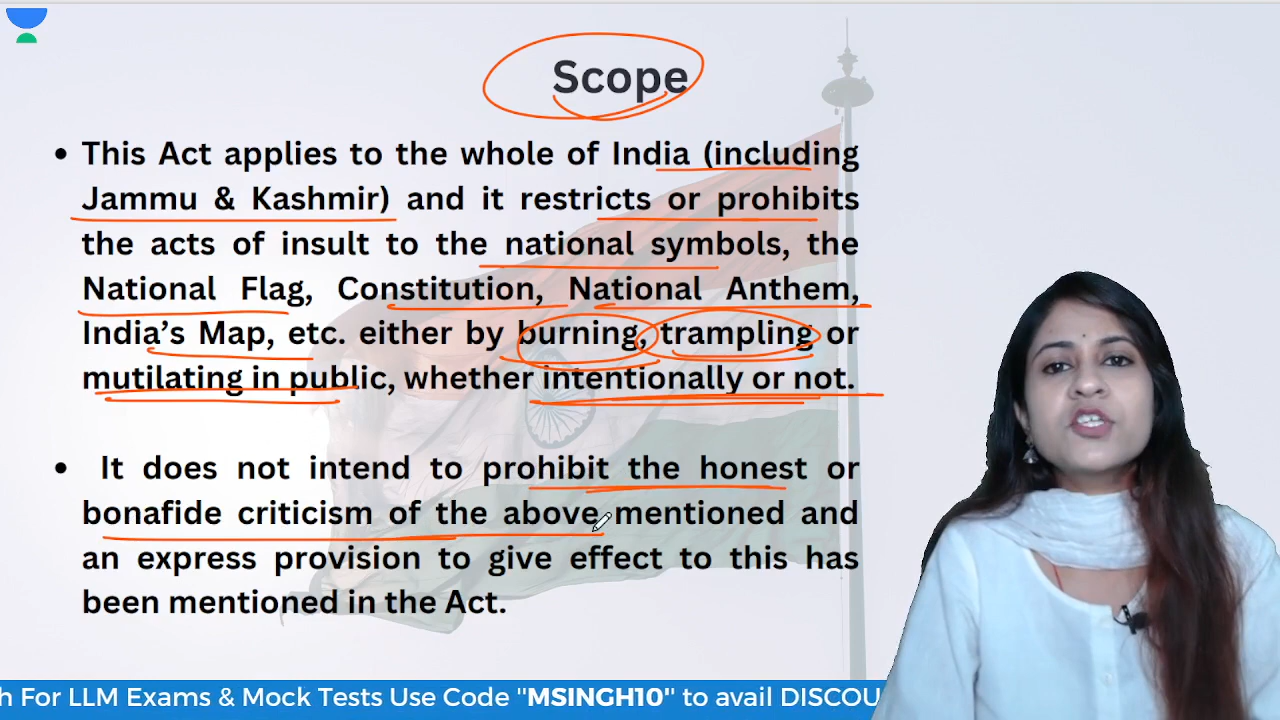 Scope
• This Act applies to the whole of India (including
Jammu & Kashmir) and it restricts or prohibits
the acts of insult to the national symbols, the
National Flag, Constitution, National Anthem,
India's Map, etc. either by burning, trampling or
mutilating in public, whether intentionally or not.
• It does not intend to prohibit the honest or
bonafide criticism of the above mentioned and
an express provision to give effect to this has
been mentioned in the Act.
h For LLM Exams & Mock Tests Use Code "MSINGH10" to avail DISCOU